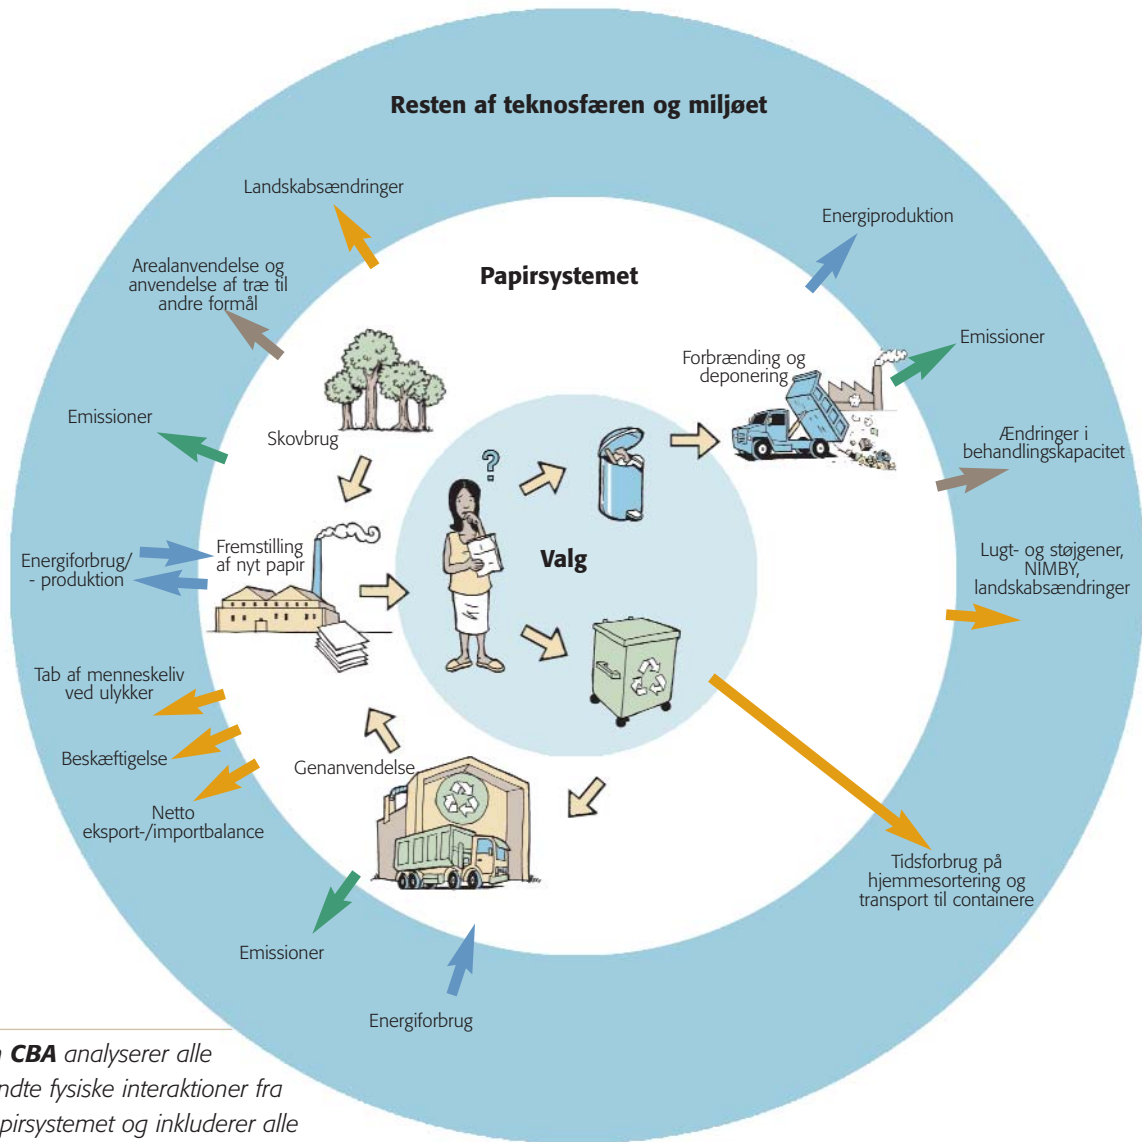 Resten af teknosfæren og miljøet
Landskabsændringer
Energiproduktion
Arealanvendelse og
anvendelse af træ til
andre formål
Papirsystemet
Emissioner
Forbrænding og
deponering
Emissioner
Skovbrug
Ændringer i
behandlingskapacitet
?
Energiforbrug/
- produktion
Fremstilling
af nyt papir
Valg
Lugt- og støjgener,
NIMBY,
landskabsændringer
Tab af menneskeliv
ved ulykker
Beskæftigelse
Genanvendelse
Netto
eksport-/importbalance
Tidsforbrug på
hjemmesortering og
transport til containere
Emissioner
Energiforbrug
CBA analyserer alle
fysiske interaktioner fra
og inkluderer alle